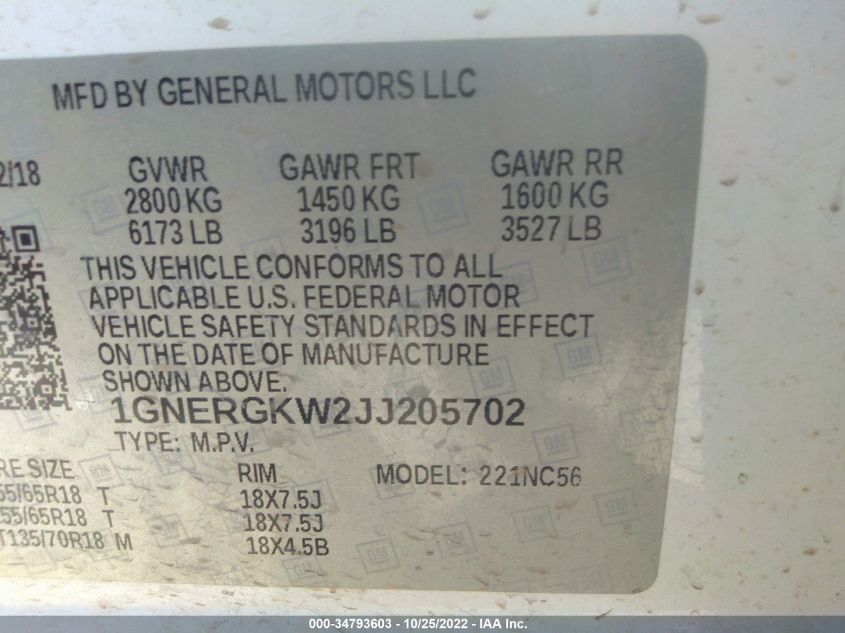 MFD BY GENERAL MOTORS LLC
2/18 GVWR GAWR FRT GAWR RR
2800 KG 1450 KG 1600 KG
6173 LB 3196 LB 3527 LB
THIS VEHICLE CONFORMS TO ALL
APPLICABLE U.S. FEDERAL MOTOR
VEHICLE SAFETY STANDARDS IN EFFECT
ON THE DATE OF MANUFACTURE
SHOWN ABOVE.
1GNERGKW2JJ205702
TYPE: M.P.V.
RE SIZE RIM MODEL: 221NC56
55/65R18 T 18X7.5J
255/65R18 T 18X7.5J
T135/70R18 M 18X4.5B
000-34793603 - 10/25/2022 - IAA Inc.